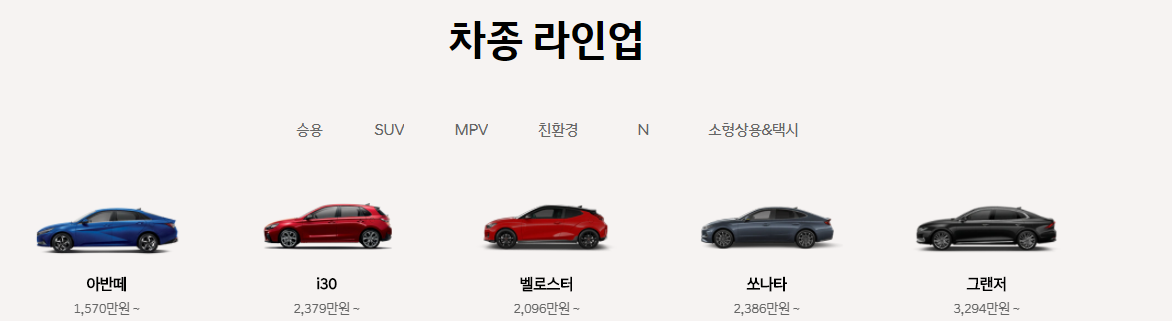 차종 라인업
승용 SUV MPV 친환경 N 소형상용&택시
아반떼 i30 벨로스터 쏘나타 그랜저
1,570만원 ~ 2,379만원 ~ 2,096만원 ~ 2,386만원 ~ 3,294만원 ~